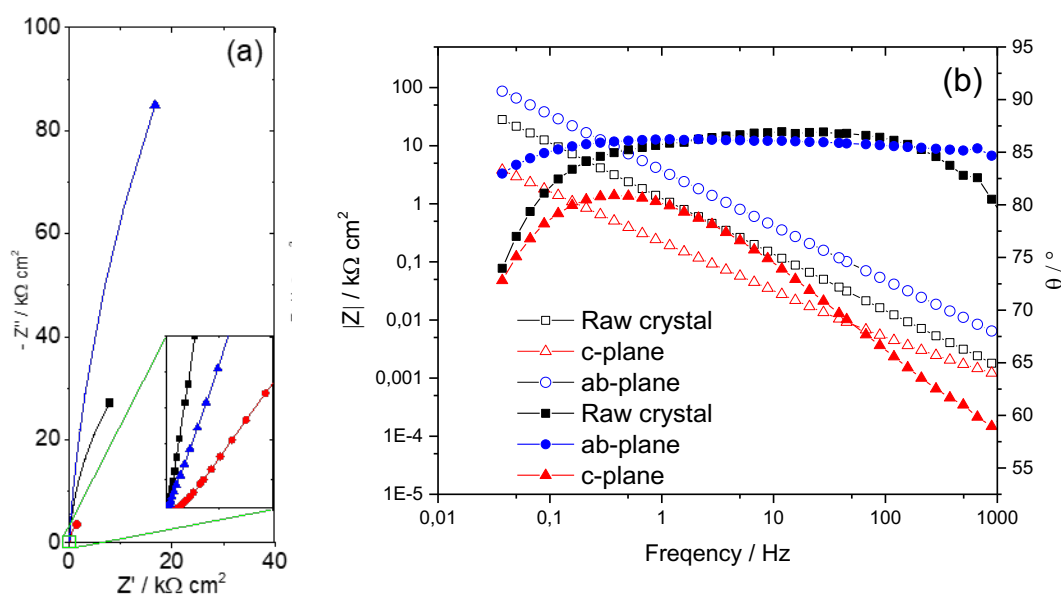 (a)
100
80
60
40
20
0
- Z'' / kΩ cm²
0
20
40
Z' / kΩ cm²
(b)
100
10
1
0,1
0,01
0,001
1E-4
1E-5
|Z| / kΩ cm²
Raw crystal
c-plane
ab-plane
Raw crystal
ab-plane
c-plane
95
90
85
80
75
70
65
60
55
θ / °
0,01
0,1
1
10
100
1000
Freqency / Hz